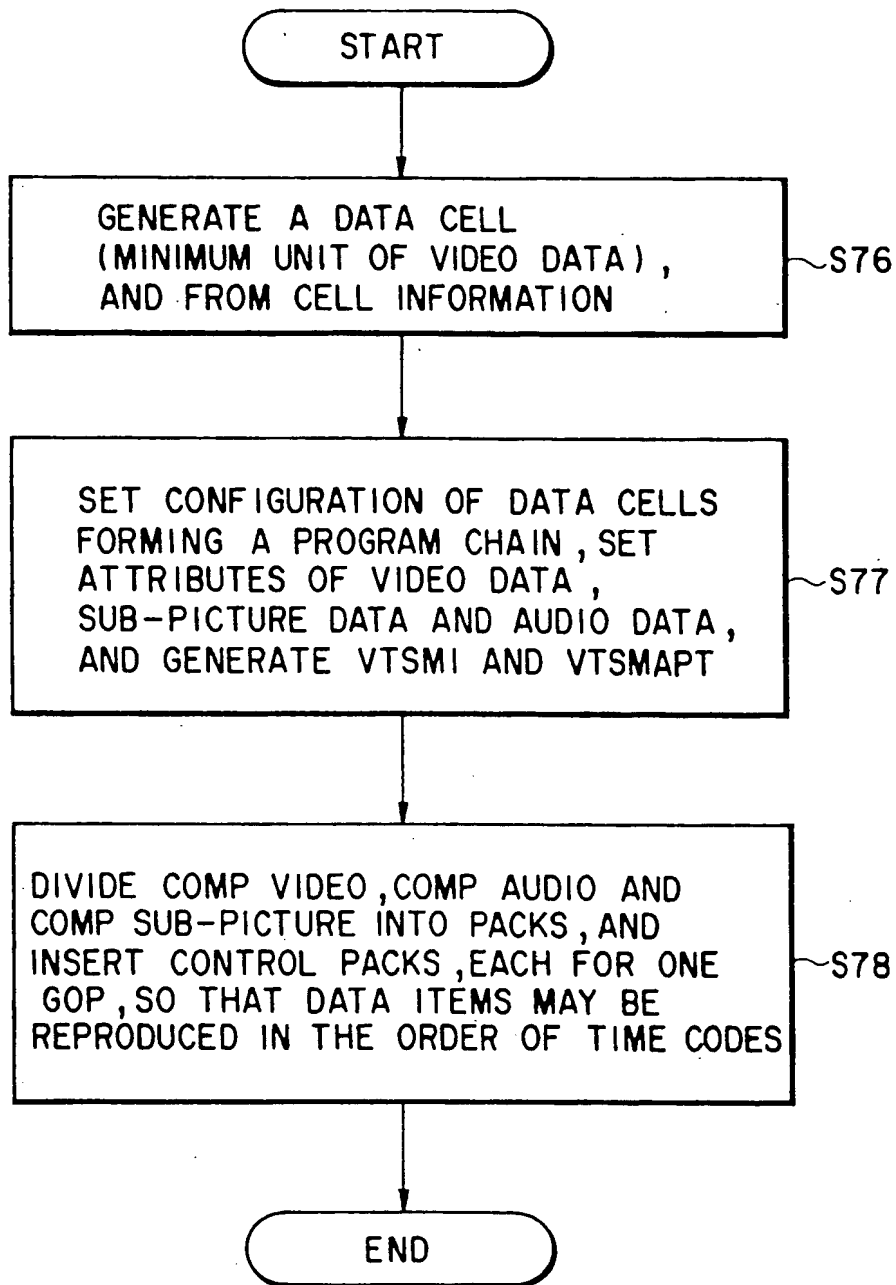 START
GENERATE A DATA CELL
(MINIMUM UNIT OF VIDEO DATA),
AND FROM CELL INFORMATION
S76
SET CONFIGURATION OF DATA CELLS
FORMING A PROGRAM CHAIN, SET
ATTRIBUTES OF VIDEO DATA,
SUB-PICTURE DATA AND AUDIO DATA,
AND GENERATE VTSMI AND VTSMAPT
S77
DIVIDE COMP VIDEO, COMP AUDIO AND
COMP SUB-PICTURE INTO PACKS, AND
INSERT CONTROL PACKS, EACH FOR ONE
GOP, SO THAT DATA ITEMS MAY BE
REPRODUCED IN THE ORDER OF TIME CODES
S78
END